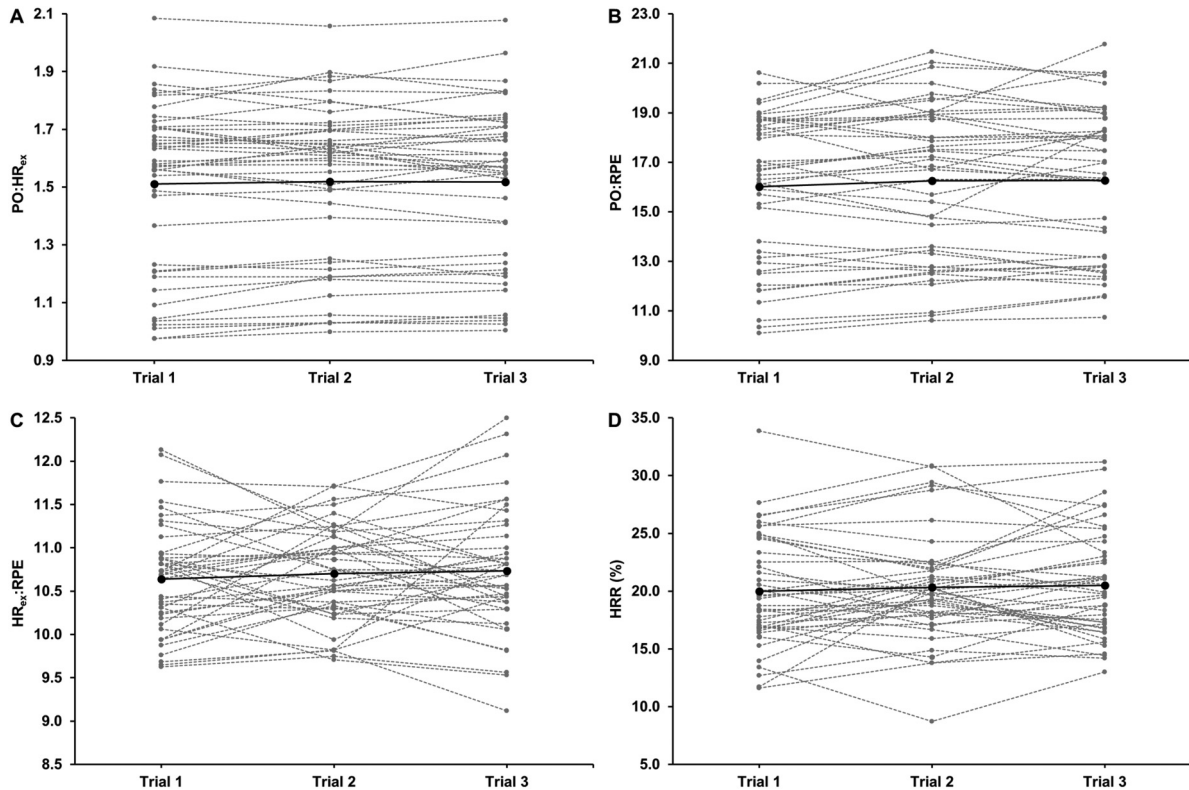 A
PO:HRex
2.1
1.9
1.7
1.5
1.3
1.1
0.9
Trial 1 Trial 2 Trial 3
B
PO:RPE
23.0
21.0
19.0
17.0
15.0
13.0
11.0
9.0
Trial 1 Trial 2 Trial 3
C
HRex:RPE
12.5
12.0
11.5
11.0
10.5
10.0
9.5
9.0
8.5
Trial 1 Trial 2 Trial 3
D
HRR (%)
35.0
30.0
25.0
20.0
15.0
10.0
5.0
Trial 1 Trial 2 Trial 3